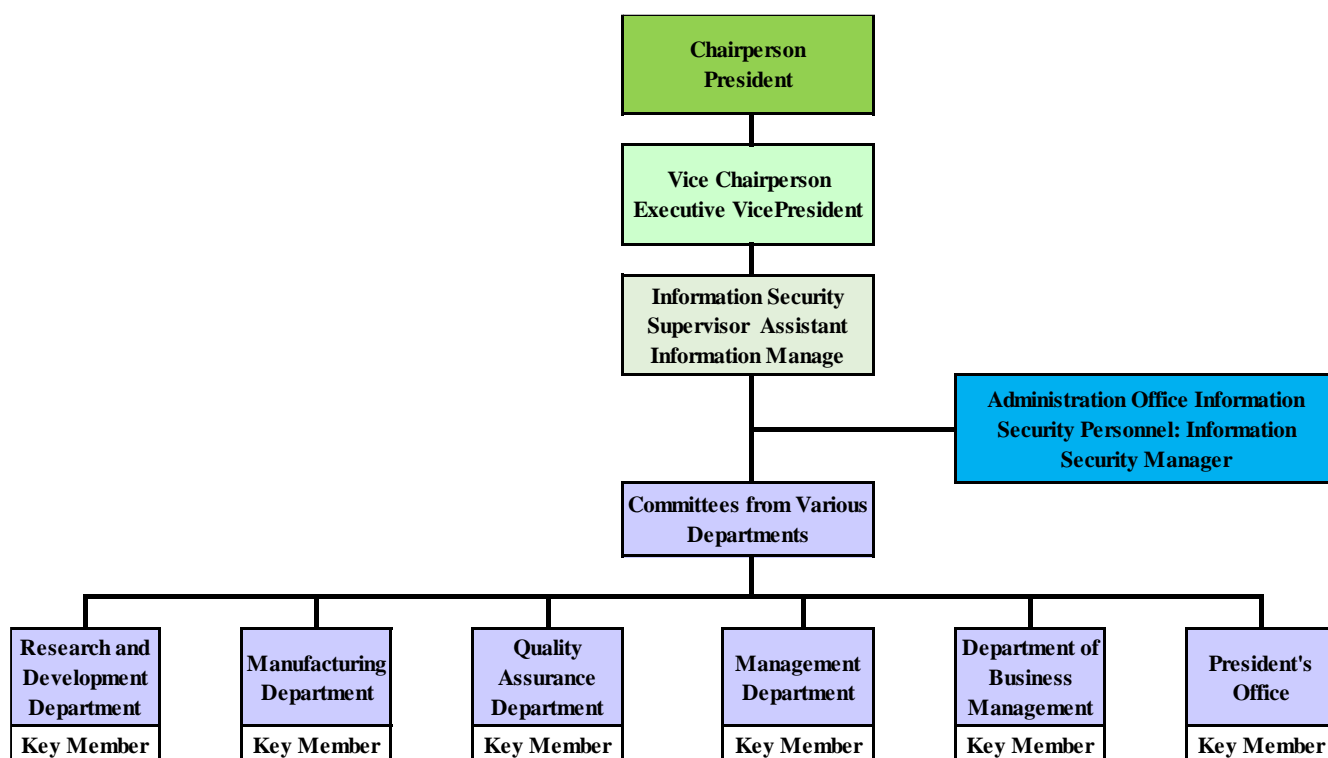 Chairperson
President
Vice Chairperson
Executive VicePresident
Information Security
Supervisor Assistant
Information Manage
Administration Office Information
Security Personnel: Information
Security Manager
Committees from Various
Departments
Research and
Development
Department
Key Member
Manufacturing
Department
Key Member
Quality
Assurance
Department
Key Member
Management
Department
Key Member
Department of
Business
Management
Key Member
President's
Office
Key Member